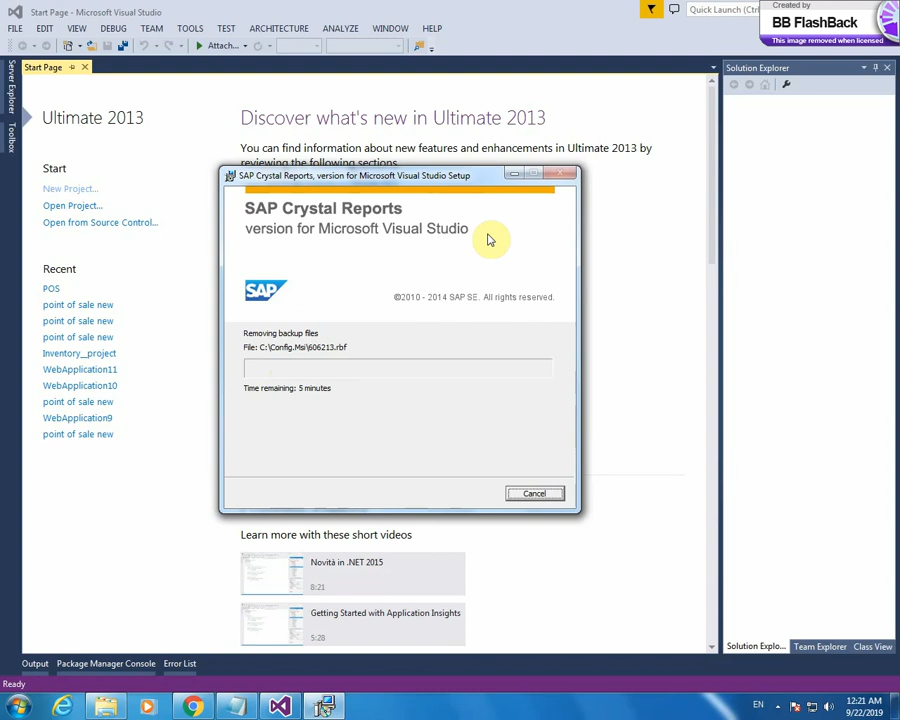 Start Page - Microsoft Visual Studio
Quick Launch (Ctrl
Created by
BB FlashBack
This image removed when licensed
FILE EDIT VIEW DEBUG TEAM TOOLS TEST ARCHITECTURE ANALYZE WINDOW HELP
Attach...
Server Explorer
Toolbox
Start Page
Solution Explorer
Ultimate 2013
Discover what's new in Ultimate 2013
You can find information about new features and enhancements in Ultimate 2013 by
reviewing the following sections.
Start
New Project...
Open Project...
Open from Source Control...
Recent
POS
point of sale new
point of sale new
point of sale new
Inventory__project
WebApplication11
WebApplication10
point of sale new
WebApplication9
point of sale new
SAP Crystal Reports, version for Microsoft Visual Studio Setup
SAP Crystal Reports
version for Microsoft Visual Studio
SAP
©2010 - 2014 SAP SE. All rights reserved.
Removing backup files
File: C:\Config.Msi\606213.rbf
Time remaining: 5 minutes
Cancel
Learn more with these short videos
Novità in .NET 2015
8:21
Getting Started with Application Insights
5:28
Solution Explo... Team Explorer Class View
Output Package Manager Console Error List
Ready
EN
12:21 AM
9/22/2019